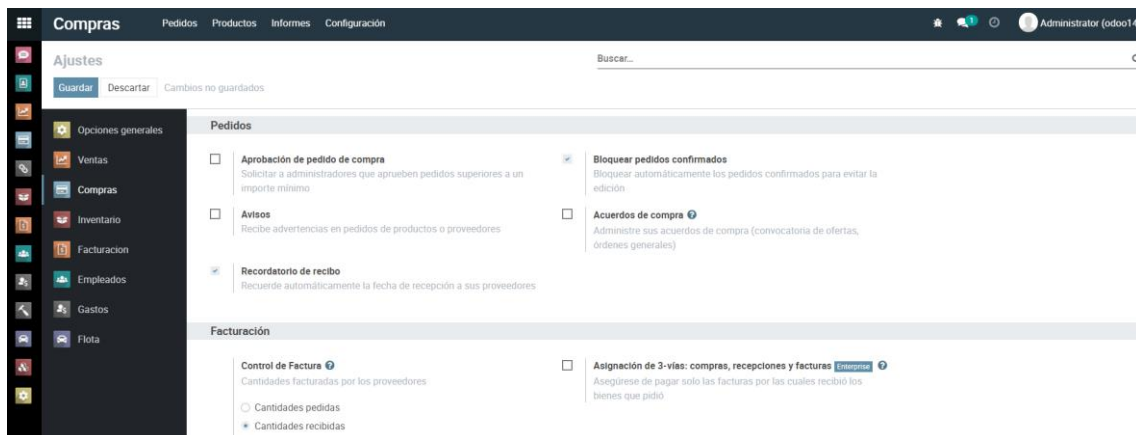 Compras Pedidos Productos Informes Configuración 1 Administrator (odoo14
Ajustes Buscar...
Guardar Descartar Cambios no guardados
Opciones generales
Ventas
Compras
Inventario
Facturacion
Empleados
Gastos
Flota
Pedidos
Aprobación de pedido de compra
Solicitar a administradores que aprueben pedidos superiores a un
importe mínimo
Bloquear pedidos confirmados
Bloquear automáticamente los pedidos confirmados para evitar la
edición
Avisos
Recibe advertencias en pedidos de productos o proveedores
Acuerdos de compra ?
Administre sus acuerdos de compra (convocatoria de ofertas,
órdenes generales)
Recordatorio de recibo
Recuerde automáticamente la fecha de recepción a sus proveedores
Facturación
Control de Factura ?
Cantidades facturadas por los proveedores
Cantidades pedidas
Cantidades recibidas
Asignación de 3-vías: compras, recepciones y facturas Enterprise ?
Asegúrese de pagar solo las facturas por las cuales recibió los
bienes que pidió